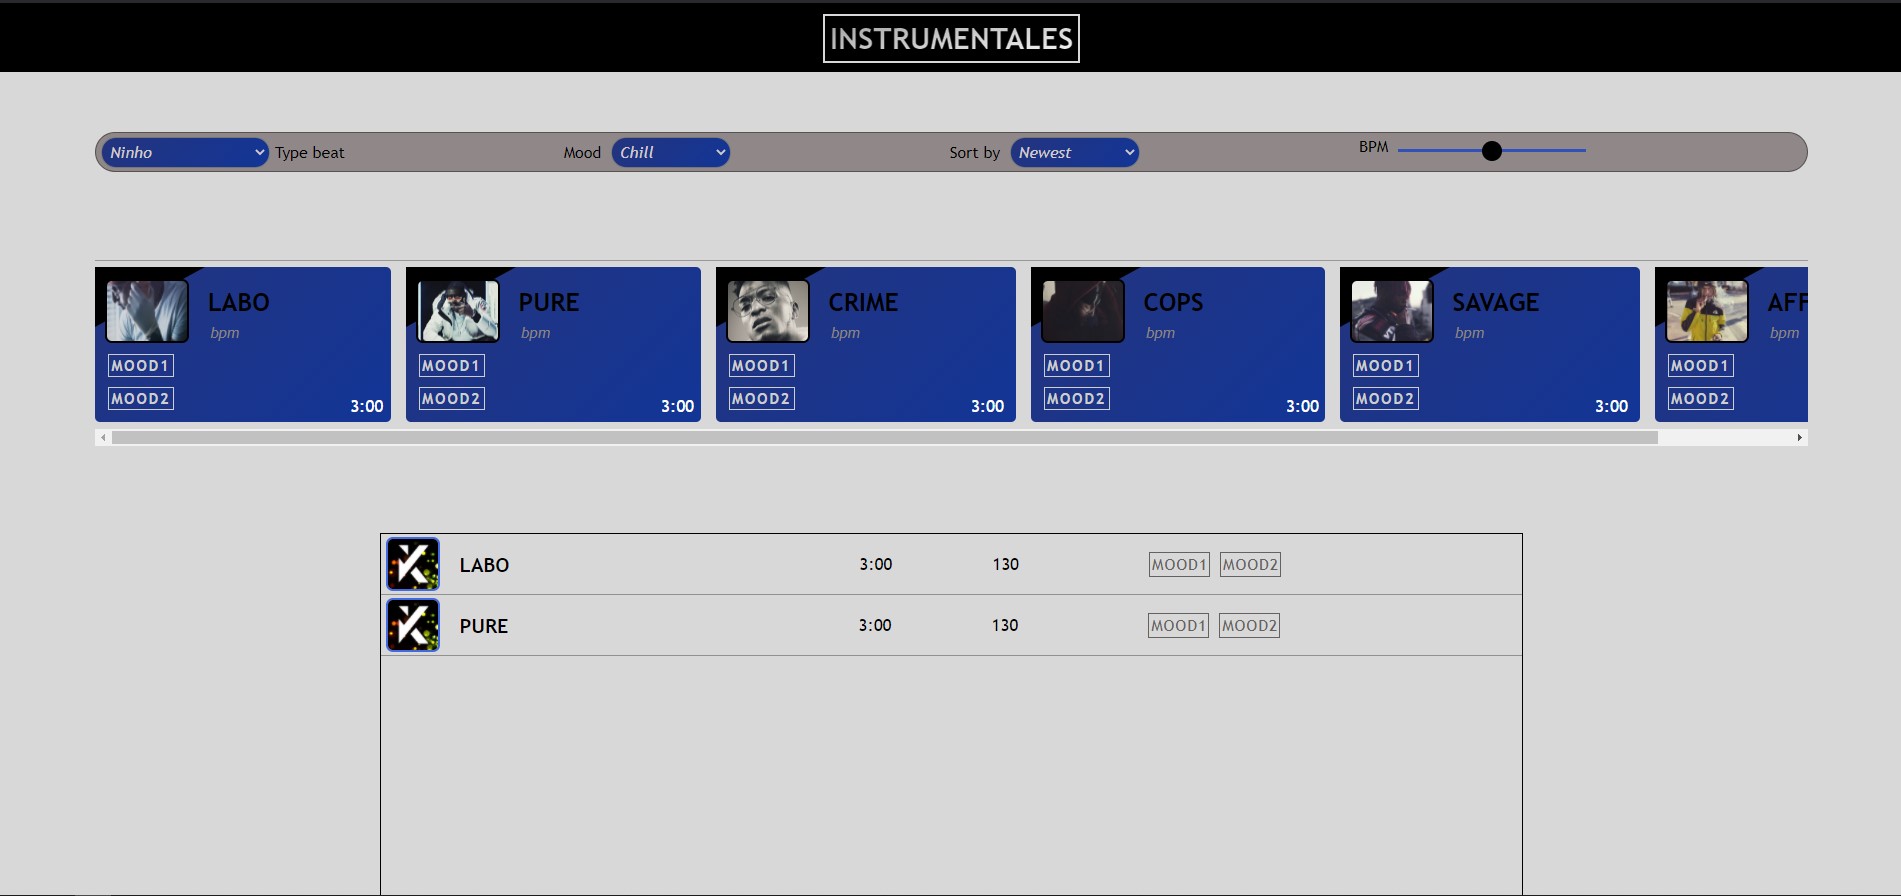 INSTRUMENTALES
Ninho Type beat Mood Chill Sort by Newest BPM
LABO PURE CRIME COPS SAVAGE AFF
bpm bpm bpm bpm bpm bpm
MOOD1 MOOD1 MOOD1 MOOD1 MOOD1 MOOD1
MOOD2 3:00 MOOD2 3:00 MOOD2 3:00 MOOD2 3:00 MOOD2 3:00 MOOD2
K LABO 3:00 130 MOOD1 MOOD2
K PURE 3:00 130 MOOD1 MOOD2